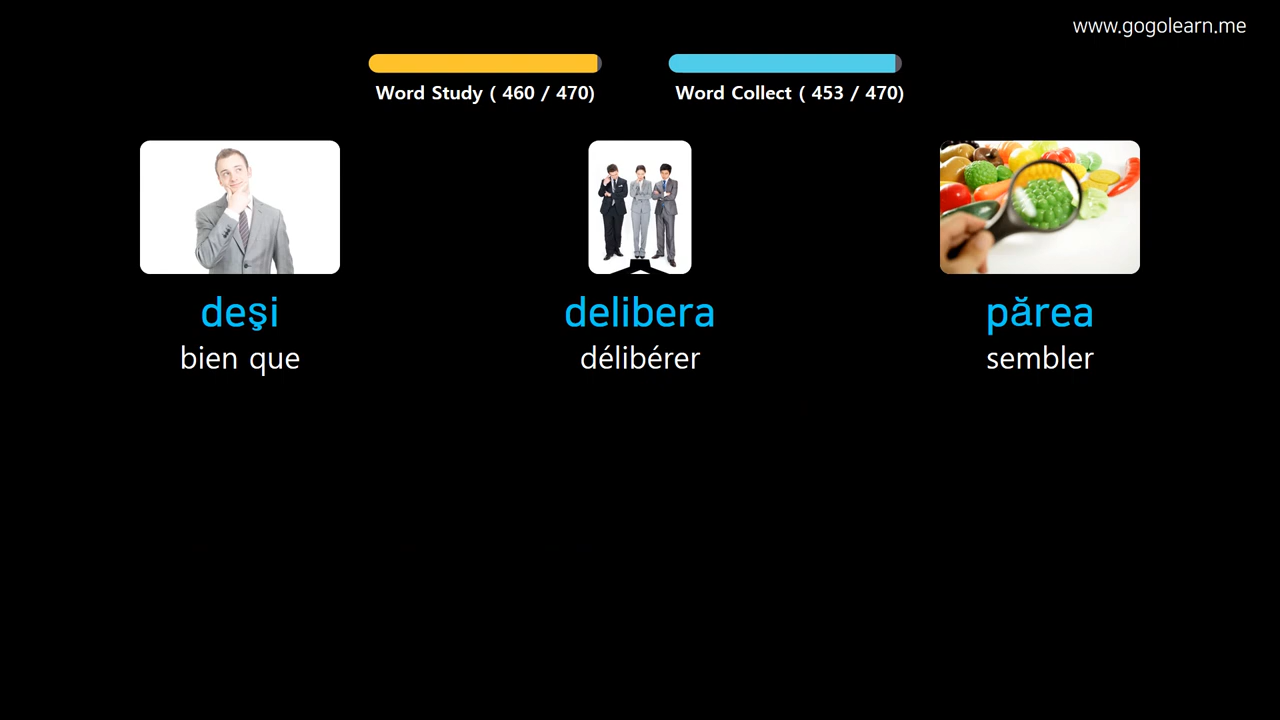 www.gogolearn.me
Word Study ( 460 / 470)
Word Collect ( 453 / 470)
deşi
delibera
părea
bien que
délibérer
sembler